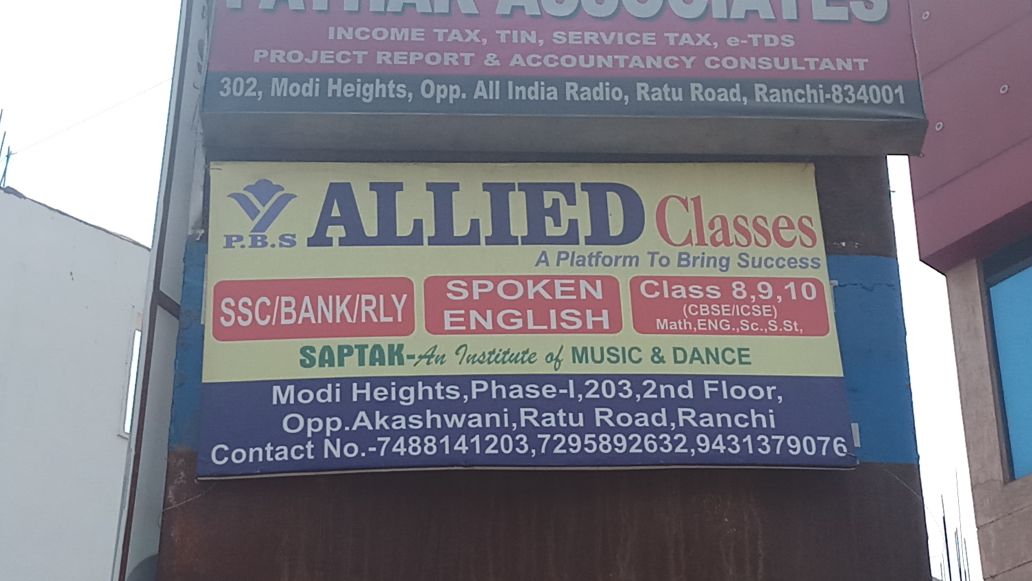 PATHAK ASSOCIATES
INCOME TAX, TIN, SERVICE TAX, e-TDS
PROJECT REPORT & ACCOUNTANCY CONSULTANT
302, Modi Heights, Opp. All India Radio, Ratu Road, Ranchi-834001
P.B.S ALLIED Classes
A Platform To Bring Success
SSC/BANK/RLY
SPOKEN
ENGLISH
Class 8,9,10
(CBSE/ICSE)
Math,ENG.,Sc.,S.St,
SAPTAK-An Institute of MUSIC & DANCE
Modi Heights,Phase-I,203,2nd Floor,
Opp.Akashwani,Ratu Road,Ranchi
Contact No.-7488141203,7295892632,9431379076